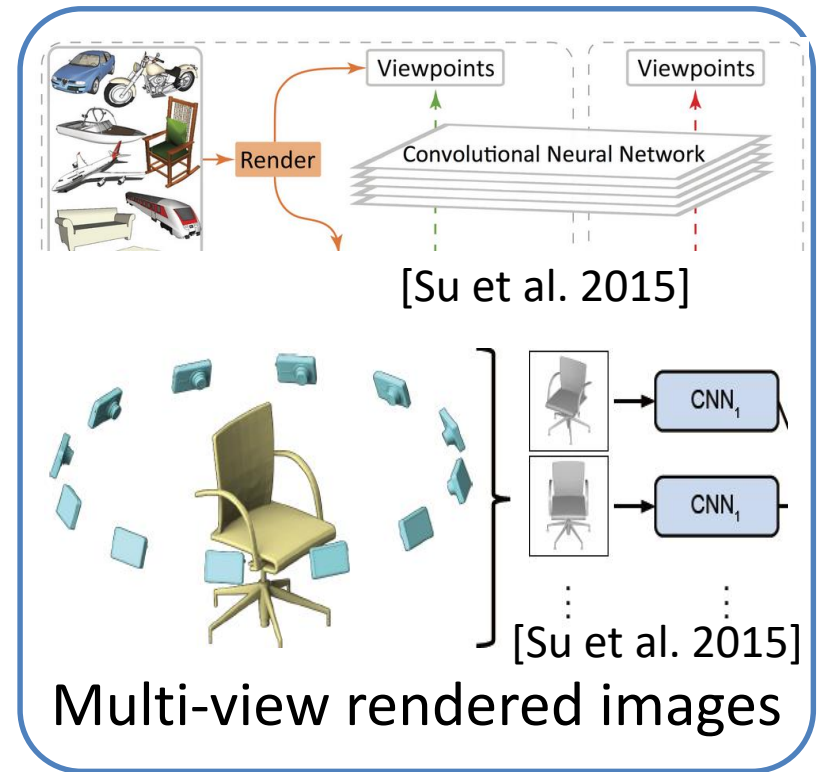 Viewpoints
Viewpoints
Render
Convolutional Neural Network
[Su et al. 2015]
CNN₁
CNN₁
[Su et al. 2015]
Multi-view rendered images